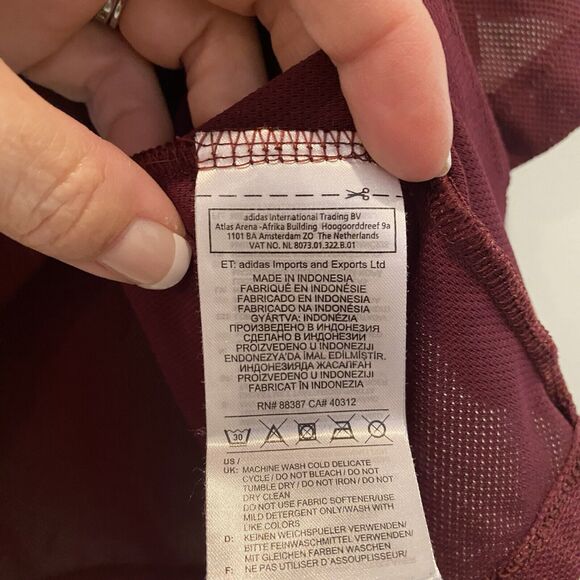 adidas International Trading BV
Atlas Arena -Afrika Building Hoogoorddreef 9a
1101 BA Amsterdam ZO The Netherlands
VAT NO. NL 8073.01.322.B.01
ET: adidas Imports and Exports Ltd
MADE IN INDONESIA
FABRIQUÉ EN INDONÉSIE
FABRICADO EN INDONESIA
FABRICADO NA INDONÉSIA
GYÁRTVA: INDONÉZIA
ПРОИЗВЕДЕНО В ИНДОНЕЗИЯ
СДЕЛАНО В ИНДОНЕЗИИ
PROIZVEDENO U INDONEZIJI
ENDONEZYA'DA İMAL EDİLMİŞTİR.
ИНДОНЕЗИЯДА ЖАСАЛҒАН
PROIZVEDENO U INDONEZIJI
FABRICAT ÎN INDONEZIA
RN# 88387 CA# 40312
30
US /
UK: MACHINE WASH COLD DELICATE
CYCLE / DO NOT BLEACH / DO NOT
TUMBLE DRY / DO NOT IRON / DO NOT
DRY CLEAN
DO NOT USE FABRIC SOFTENER/USE
MILD DETERGENT ONLY/WASH WITH
LIKE COLORS
D: KEINEN WEICHSPUELER VERWENDEN/
BITTE FEINWASCHMITTEL VERWENDEN/
MIT GLEICHEN FARBEN WASCHEN
F: NE PAS UTILISER D'ASSOUPLISSEUR/